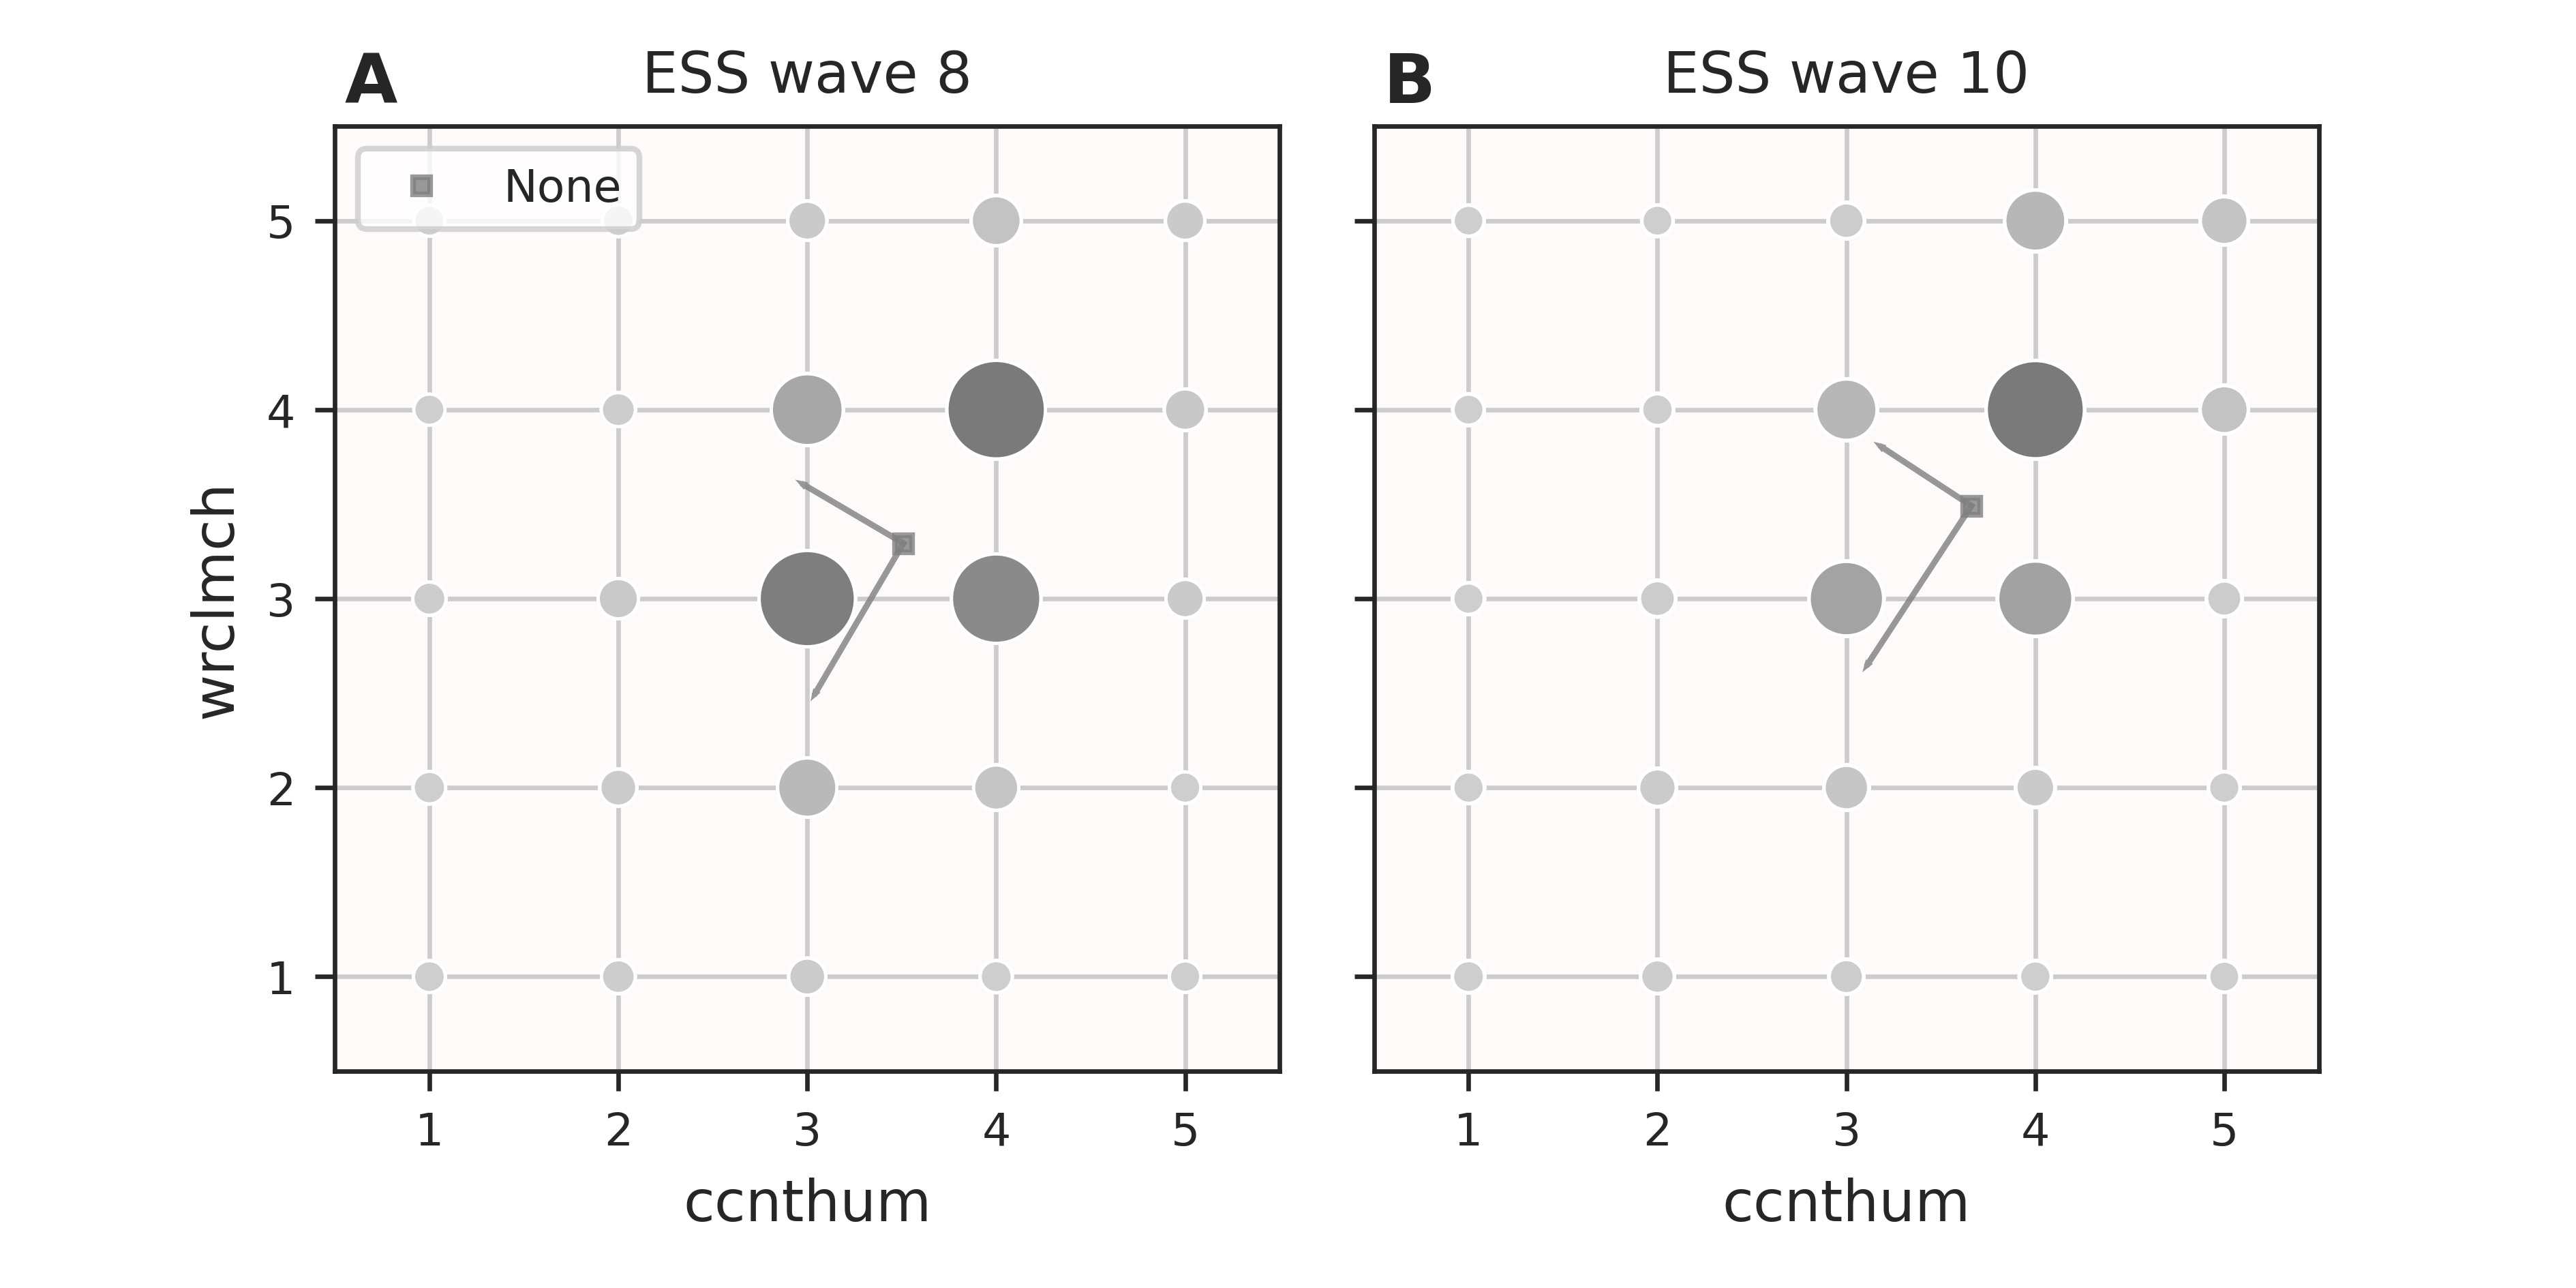 A ESS wave 8
B ESS wave 10
None
5
4
3
2
1
wrclmch
1 2 3 4 5
1 2 3 4 5
ccnthum
ccnthum